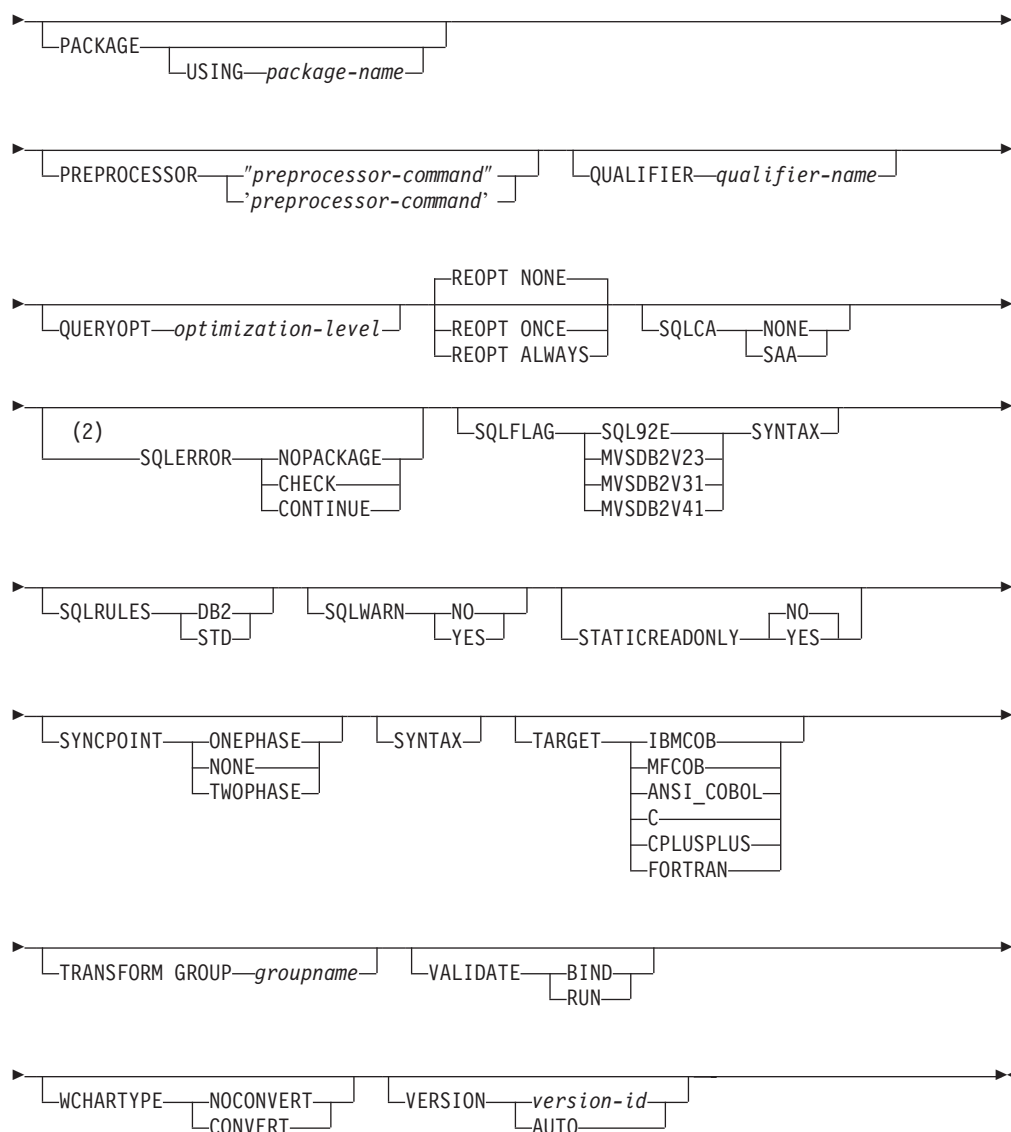 PACKAGE
USING package-name
PREPROCESSOR "preprocessor-command" QUALIFIER qualifier-name
'preprocessor-command'
REOPT NONE
QUERYOPT optimization-level REOPT ONCE SQLCA NONE
REOPT ALWAYS SAA
(2) SQLFLAG SQL92E SYNTAX
SQLERROR NOPACKAGE MVSDB2V23
CHECK MVSDB2V31
CONTINUE MVSDB2V41
NO
SQLRULES DB2 SQLWARN NO STATICREADONLY YES
STD YES
SYNCPOINT ONEPHASE SYNTAX TARGET IBMCOB
NONE MFCOB
TWOPHASE ANSI_COBOL
C
CPLUSPLUS
FORTRAN
TRANSFORM GROUP groupname VALIDATE BIND
RUN
WCHARTYPE NOCONVERT VERSION version-id
CONVERT AUTO